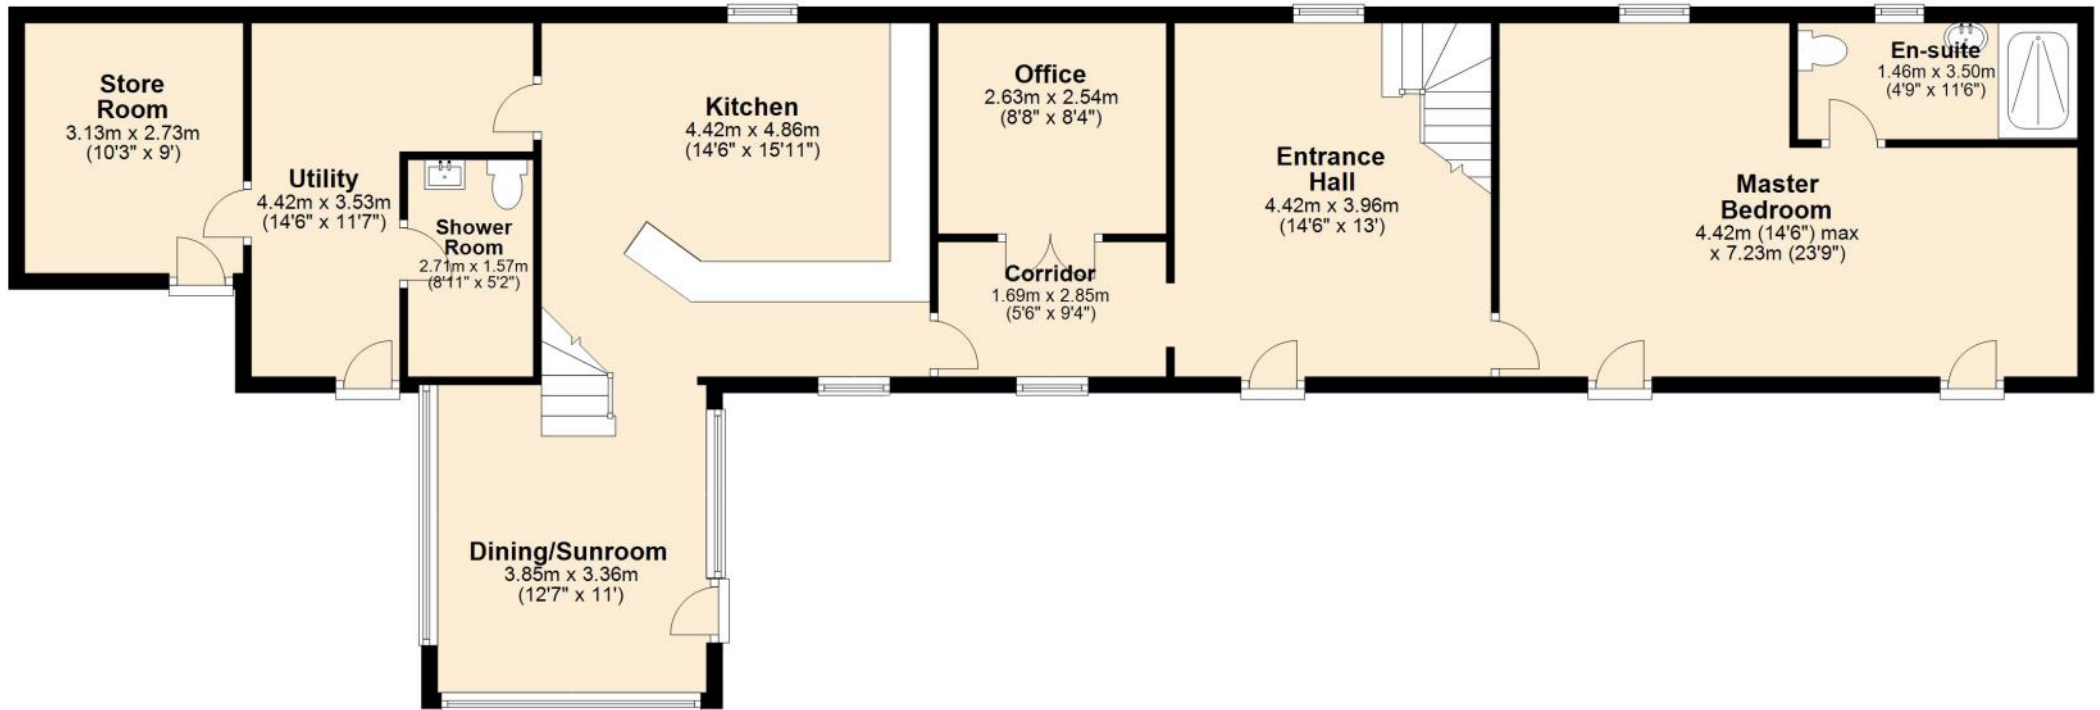 Store
Room
3.13m x 2.73m
(10'3" x 9')
Utility
4.42m x 3.53m
(14'6" x 11'7")
Shower
Room
2.71m x 1.57m
(8'11" x 5'2")
Kitchen
4.42m x 4.86m
(14'6" x 15'11")
Office
2.63m x 2.54m
(8'8" x 8'4")
Corridor
1.69m x 2.85m
(5'6" x 9'4")
Entrance
Hall
4.42m x 3.96m
(14'6" x 13')
Master
Bedroom
4.42m (14'6") max
x 7.23m (23'9")
En-suite
1.46m x 3.50m
(4'9" x 11'6")
Dining/Sunroom
3.85m x 3.36m
(12'7" x 11')